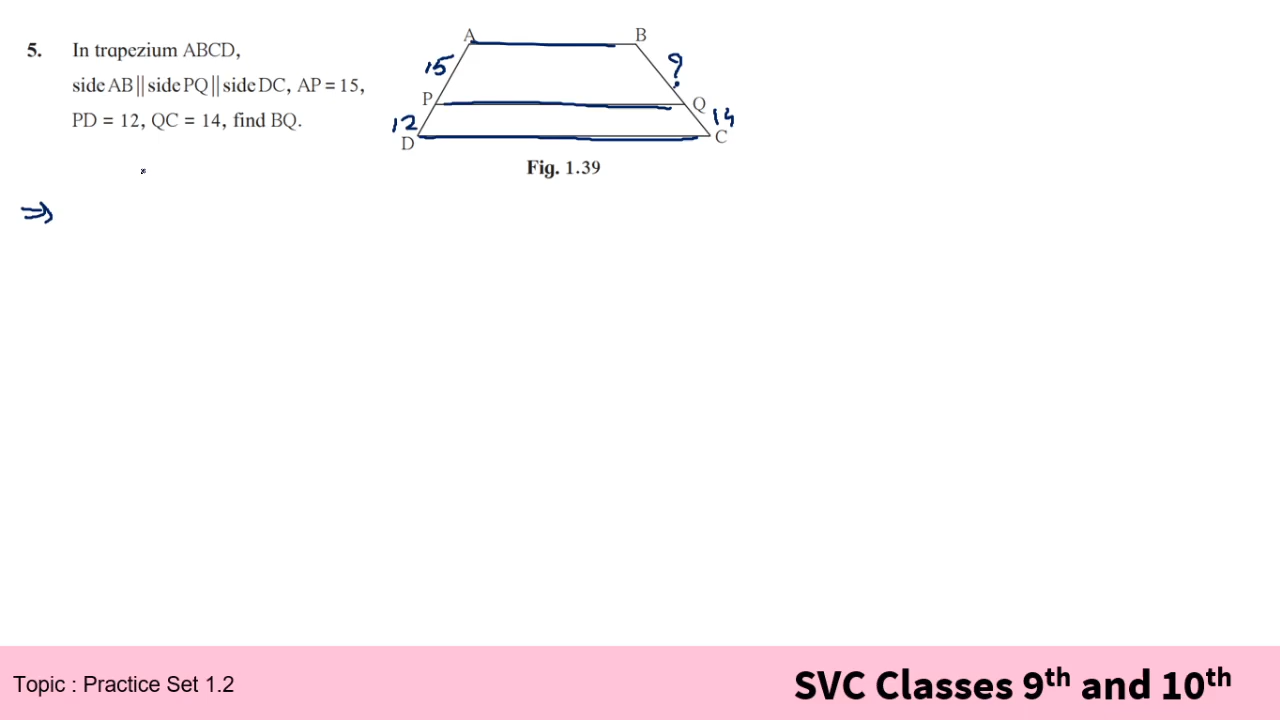 5. In trapezium ABCD,
side AB || side PQ || side DC, AP = 15,
PD = 12, QC = 14, find BQ.
A B
15 ?
P Q
12 14
D C
Fig. 1.39
⇒
Topic : Practice Set 1.2
SVC Classes 9th and 10th